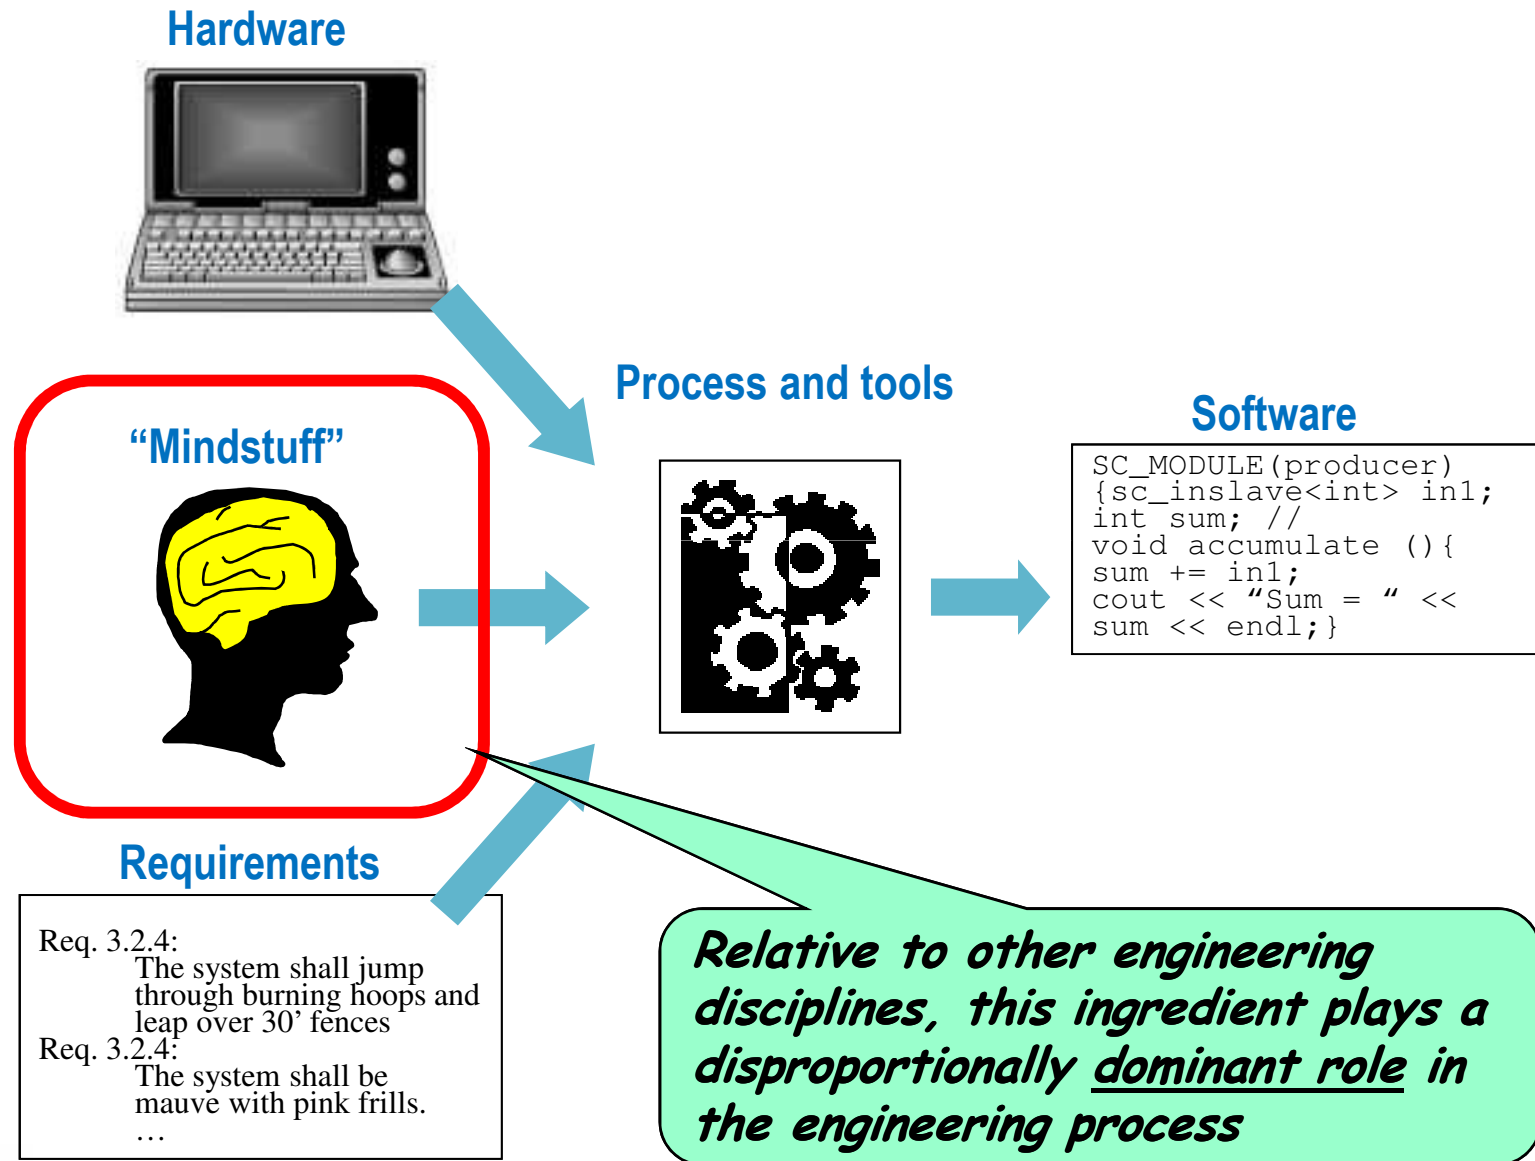 Hardware
“Mindstuff”
Process and tools
Software
SC_MODULE(producer)
{sc_inslave<int> in1;
int sum; //
void accumulate (){
sum += in1;
cout << “Sum = “ <<
sum << endl;}
Requirements
Req. 3.2.4:
The system shall jump
through burning hoops and
leap over 30’ fences
Req. 3.2.4:
The system shall be
mauve with pink frills.
…
Relative to other engineering
disciplines, this ingredient plays a
disproportionally dominant role in
the engineering process